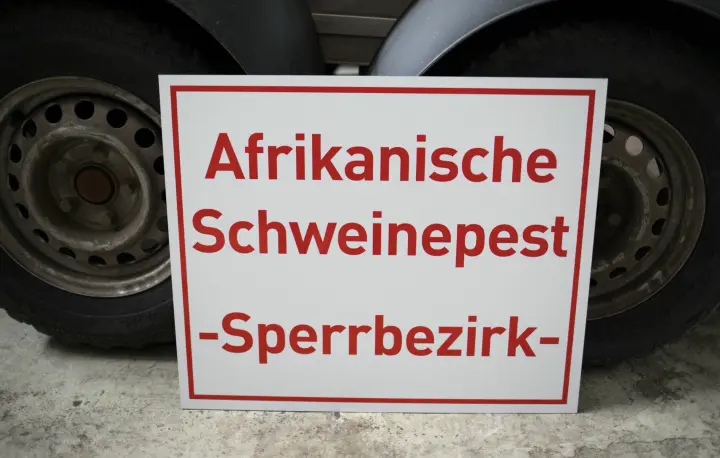 Afrikanische
Schweinepest
-Sperrbezirk-